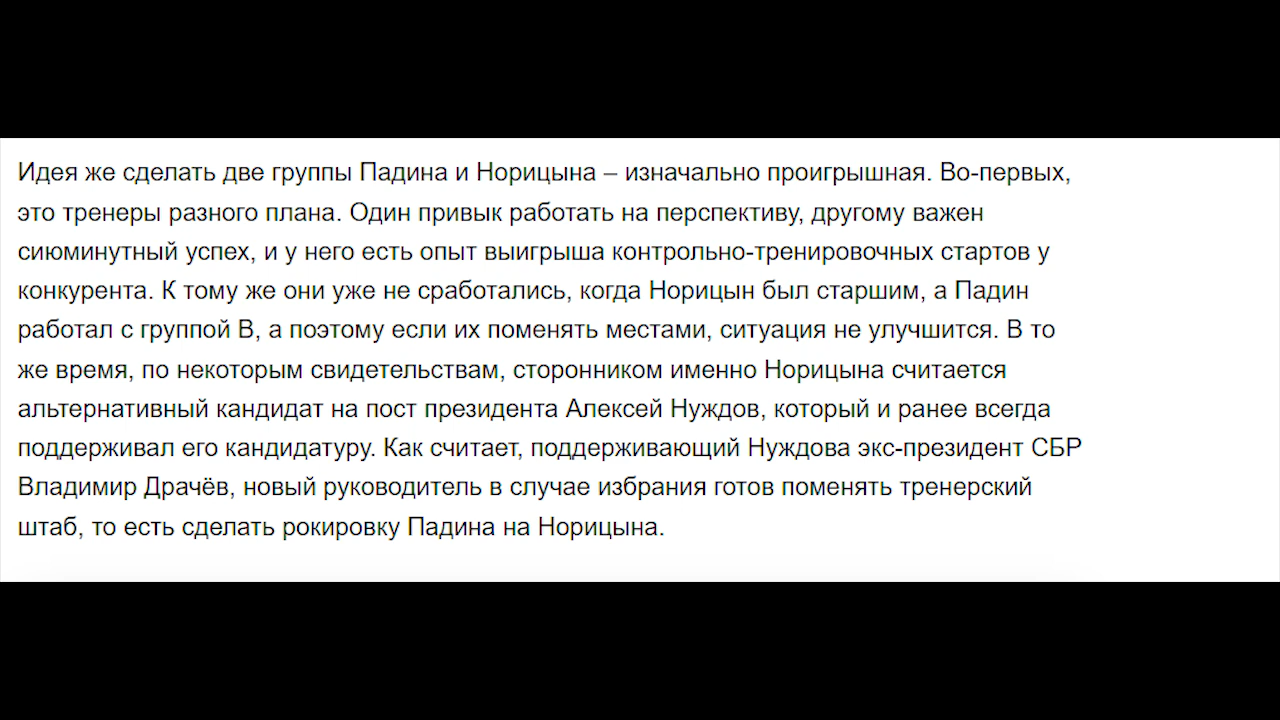 Идея же сделать две группы Падина и Норицына – изначально проигрышная. Во-первых,
это тренеры разного плана. Один привык работать на перспективу, другому важен
сиюминутный успех, и у него есть опыт выигрыша контрольно-тренировочных стартов у
конкурента. К тому же они уже не сработались, когда Норицын был старшим, а Падин
работал с группой В, а поэтому если их поменять местами, ситуация не улучшится. В то
же время, по некоторым свидетельствам, сторонником именно Норицына считается
альтернативный кандидат на пост президента Алексей Нуждов, который и ранее всегда
поддерживал его кандидатуру. Как считает, поддерживающий Нуждова экс-президент СБР
Владимир Драчёв, новый руководитель в случае избрания готов поменять тренерский
штаб, то есть сделать рокировку Падина на Норицына.